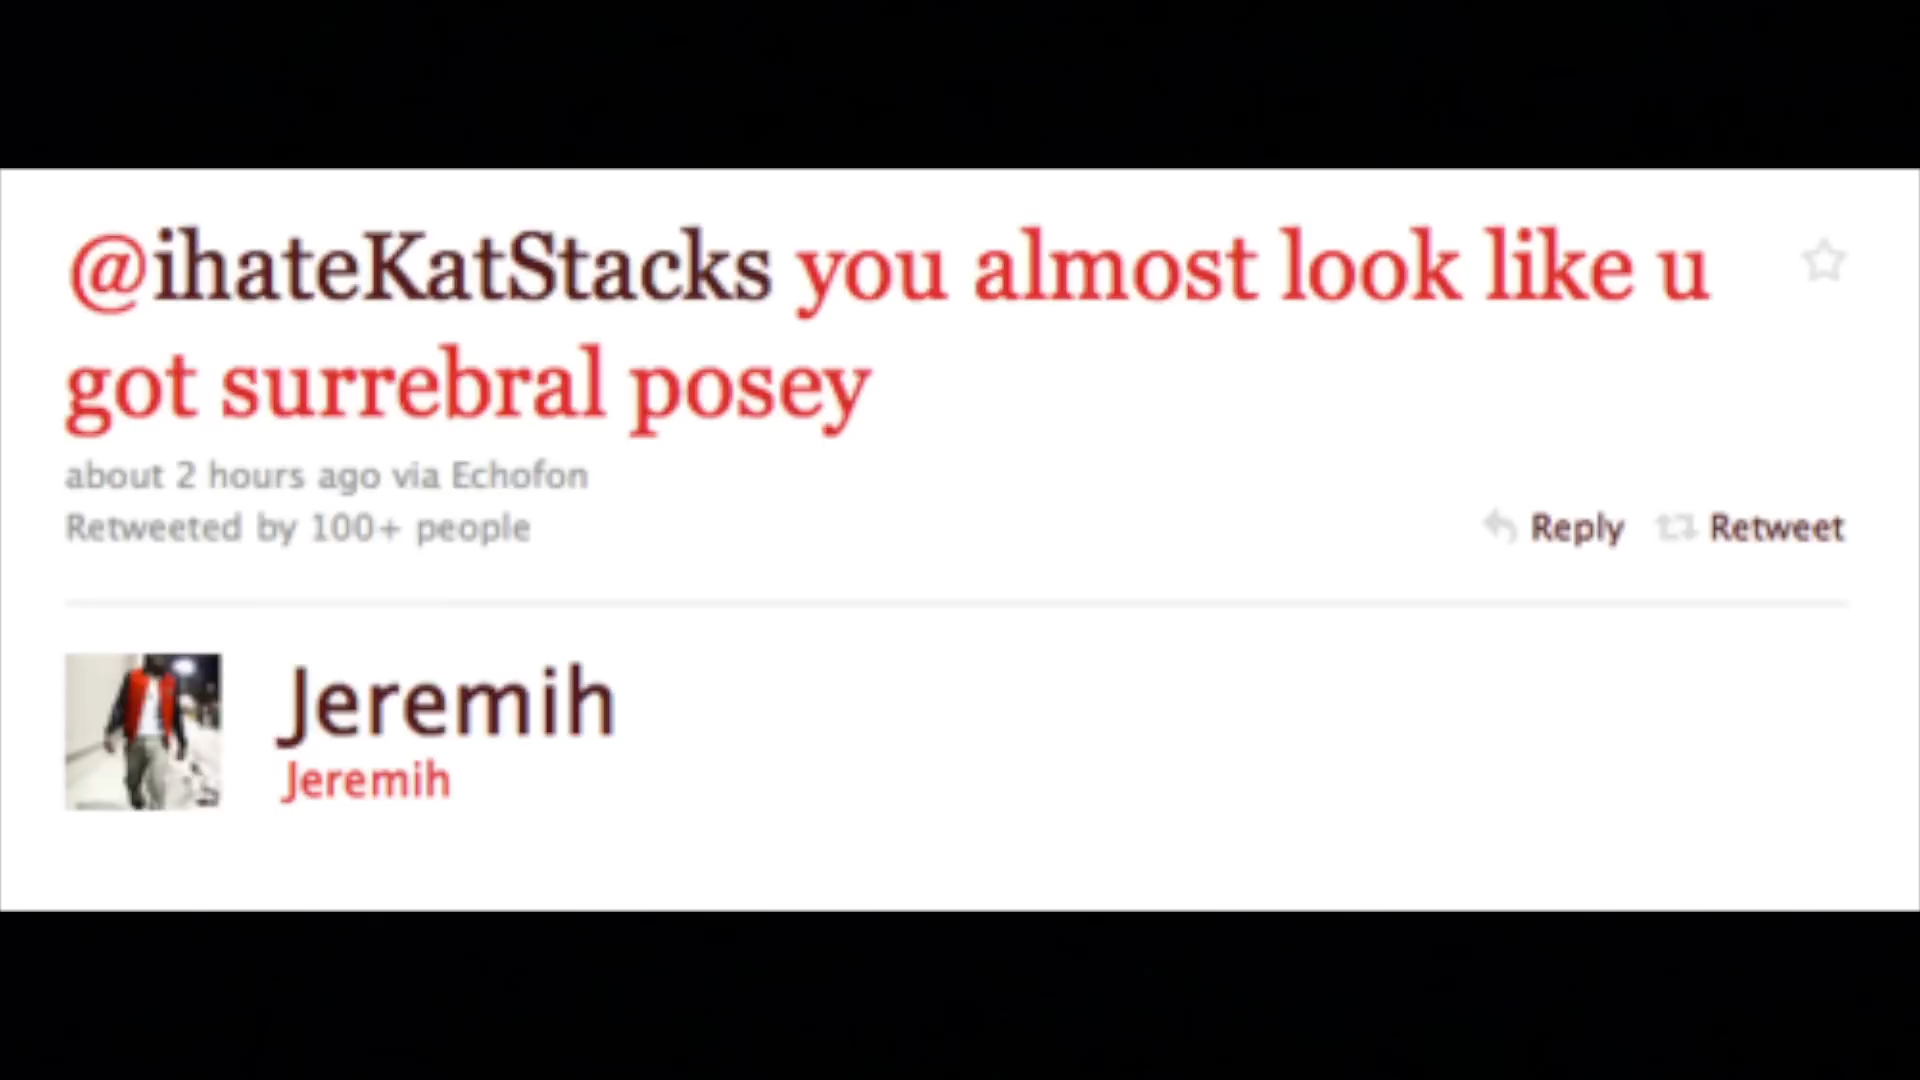 @ihateKatStacks you almost look like u
got surrebral posey
about 2 hours ago via Echofon
Retweeted by 100+ people
Reply Retweet
Jeremih
Jeremih